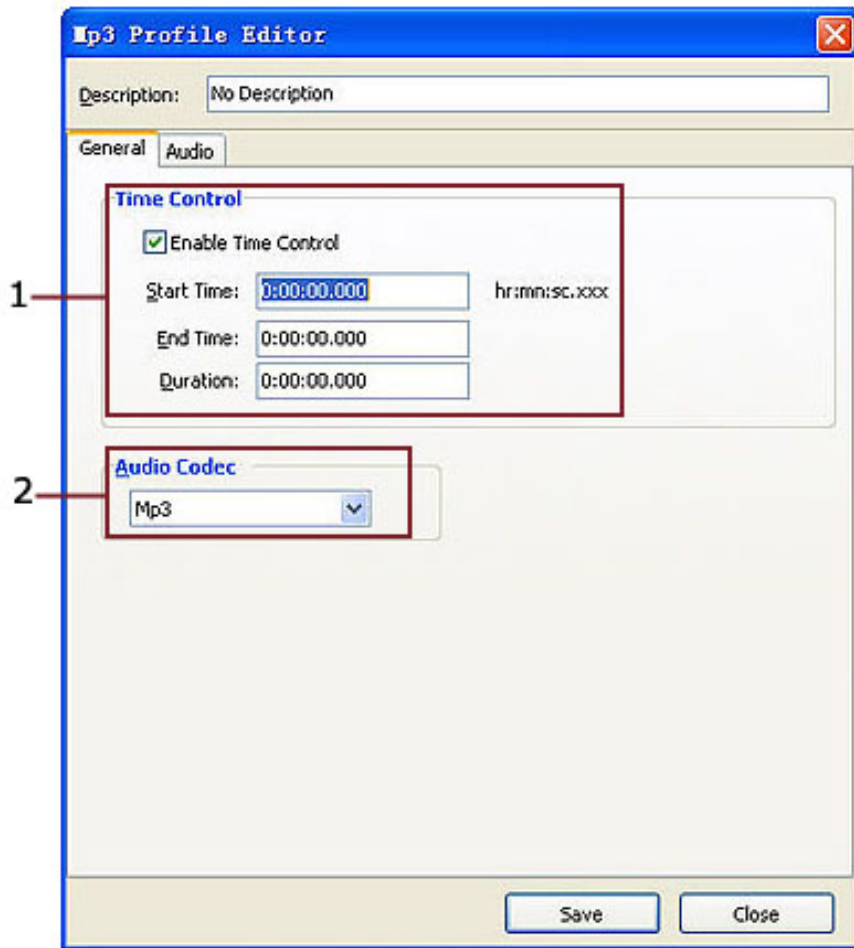 Mp3 Profile Editor
Description: No Description
General Audio
Time Control
Enable Time Control
1
Start Time: 0:00:00.000 hr:mn:sc.xxx
End Time: 0:00:00.000
Duration: 0:00:00.000
Audio Codec
2
Mp3
Save Close